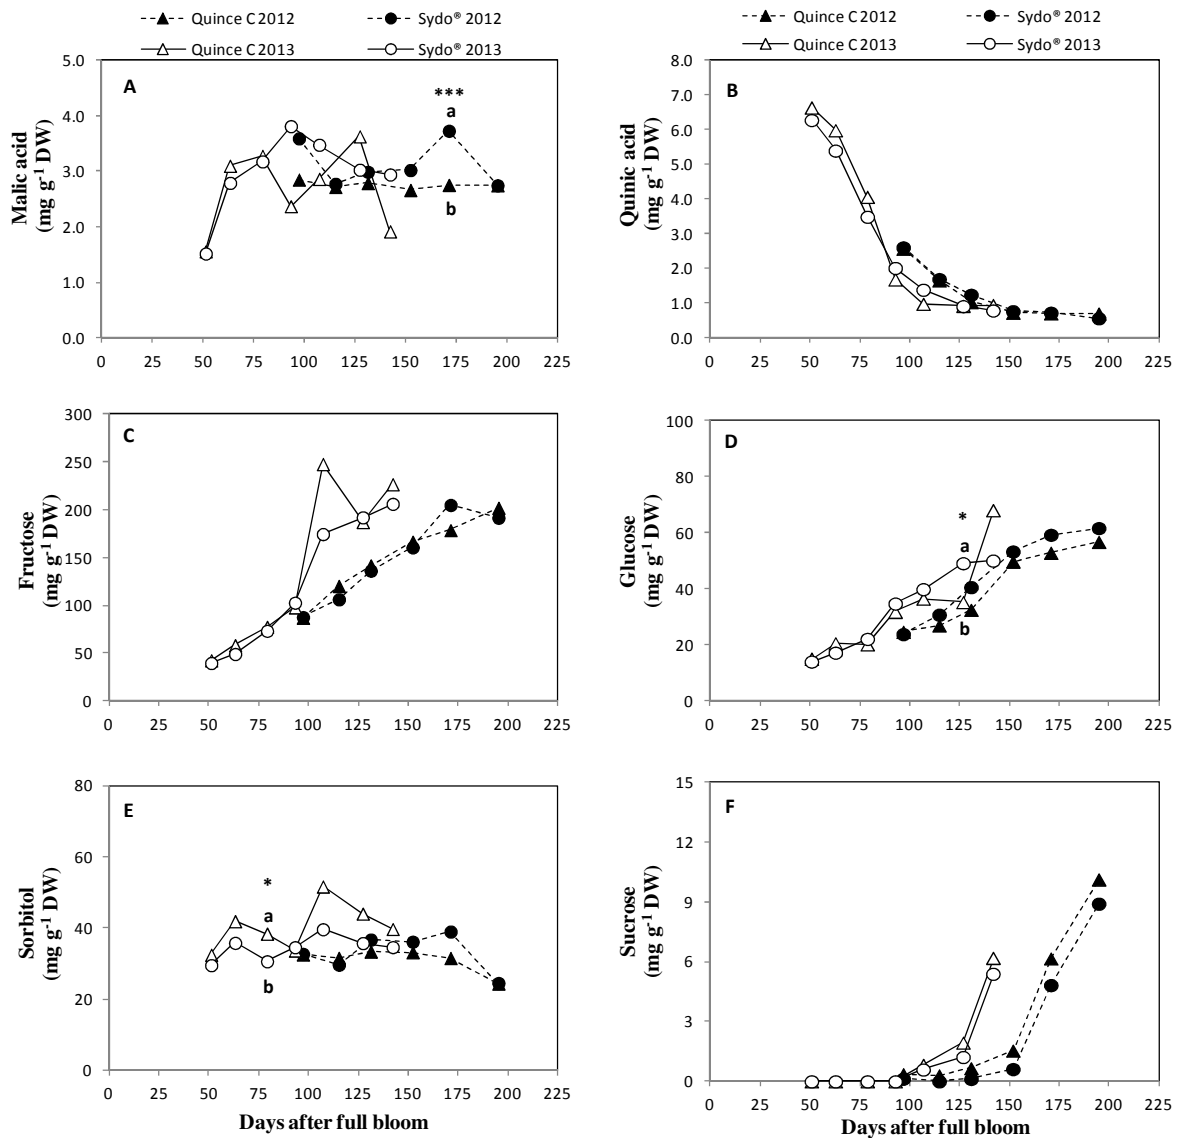 Quince C 2012 Sydo® 2012
Quince C 2013 Sydo® 2013
Quince C 2012 Sydo® 2012
Quince C 2013 Sydo® 2013
A
Malic acid
(mg g-1 DW)
5.0
4.0
3.0
2.0
1.0
0.0
***
a
b
0 25 50 75 100 125 150 175 200 225
B
Quinic acid
(mg g-1 DW)
8.0
7.0
6.0
5.0
4.0
3.0
2.0
1.0
0.0
0 25 50 75 100 125 150 175 200 225
C
Fructose
(mg g-1 DW)
300
250
200
150
100
50
0
0 25 50 75 100 125 150 175 200 225
D
Glucose
(mg g-1 DW)
100
80
60
40
20
0
*
a
b
0 25 50 75 100 125 150 175 200 225
E
Sorbitol
(mg g-1 DW)
80
60
40
20
0
*
a
b
0 25 50 75 100 125 150 175 200 225
Days after full bloom
F
Sucrose
(mg g-1 DW)
15
12
9
6
3
0
0 25 50 75 100 125 150 175 200 225
Days after full bloom